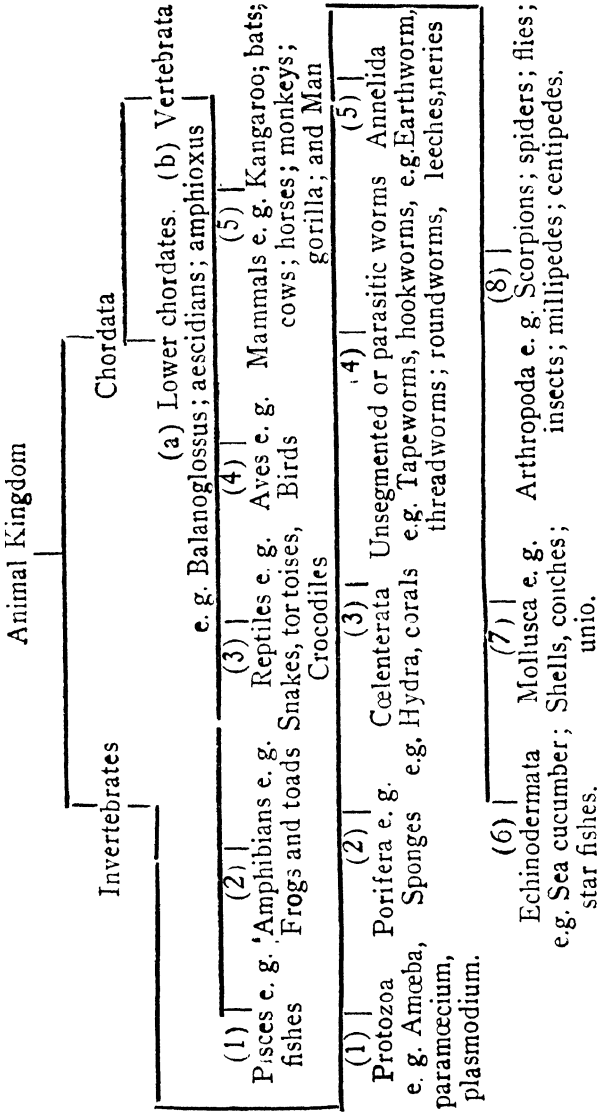 Animal Kingdom
Invertebrates
Chordata
(a) Lower chordates. (b) Vertebrata
e. g. Balanoglossus; aescidians; amphioxus
(1) (2) (3) (4) (5)
Pisces e. g. Amphibians e. g. Reptiles e. g. Aves e. g. Mammals e. g. Kangaroo; bats;
fishes Frogs and toads Snakes, tortoises, Birds cows; horses; monkeys;
Crocodiles gorilla; and Man
(1) (2) (3) (4) (5)
Protozoa Porifera e. g. Cœlenterata Unsegmented or parasitic worms Annelida
e. g. Amœba, Sponges e.g, Hydra, corals e.g. Tapeworms, hookworms, e.g.Earthworm,
paramœcium, threadworms; roundworms, leeches,neries
plasmodium.
(6) (7) (8)
Echinodermata Mollusca e. g. Arthropoda e. g. Scorpions; spiders; flies;
e.g. Sea cucumber; Shells, conches; insects; millipedes; centipedes.
star fishes. unio.